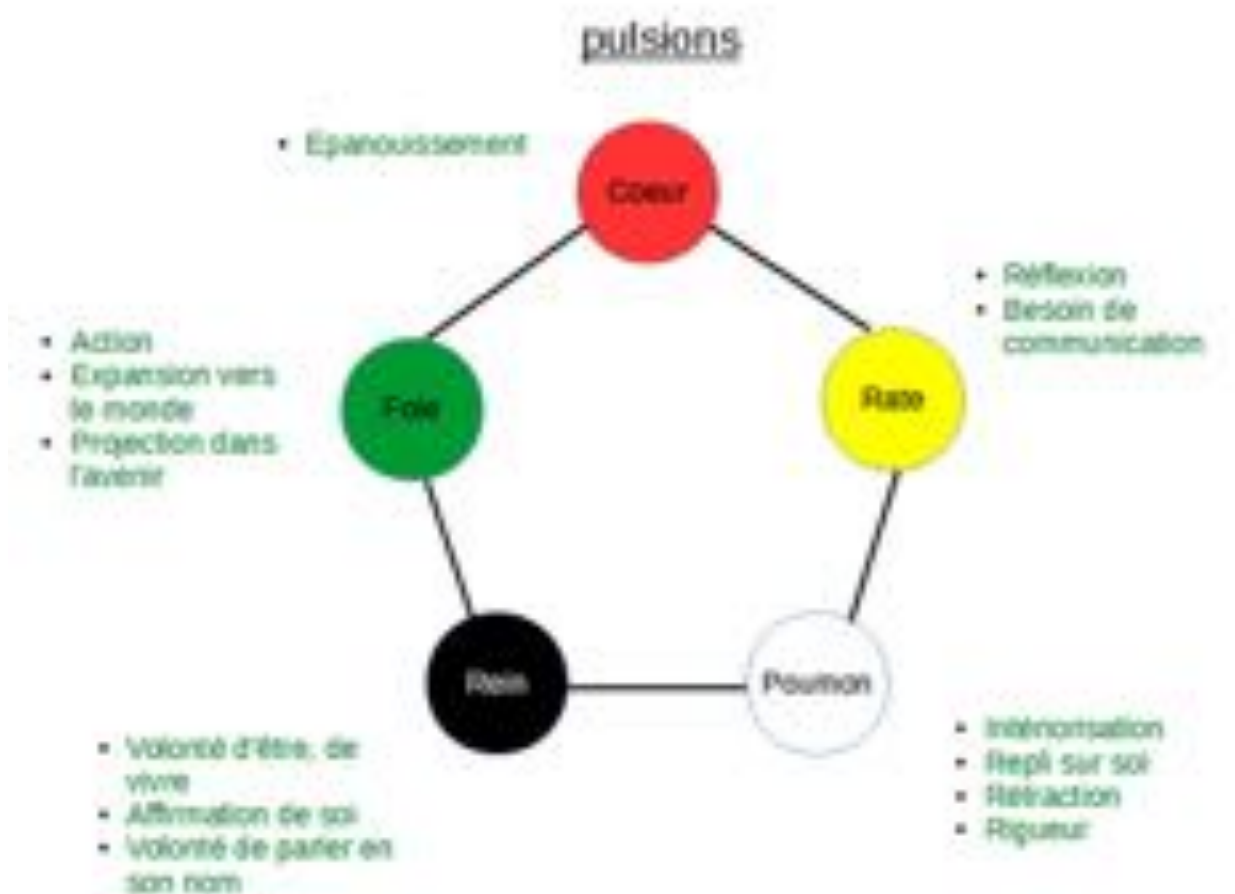 pulsions
• Epanouissement
Coeur
• Réflexion
• Besoin de
communication
• Action
• Expansion vers
le monde
• Projection dans
l'avenir
Foie
Rate
Rein
Poumon
• Volonté d'être, de
vivre
• Affirmation de soi
• Volonté de parler en
son nom
• Intériorisation
• Repli sur soi
• Rétraction
• Rigueur